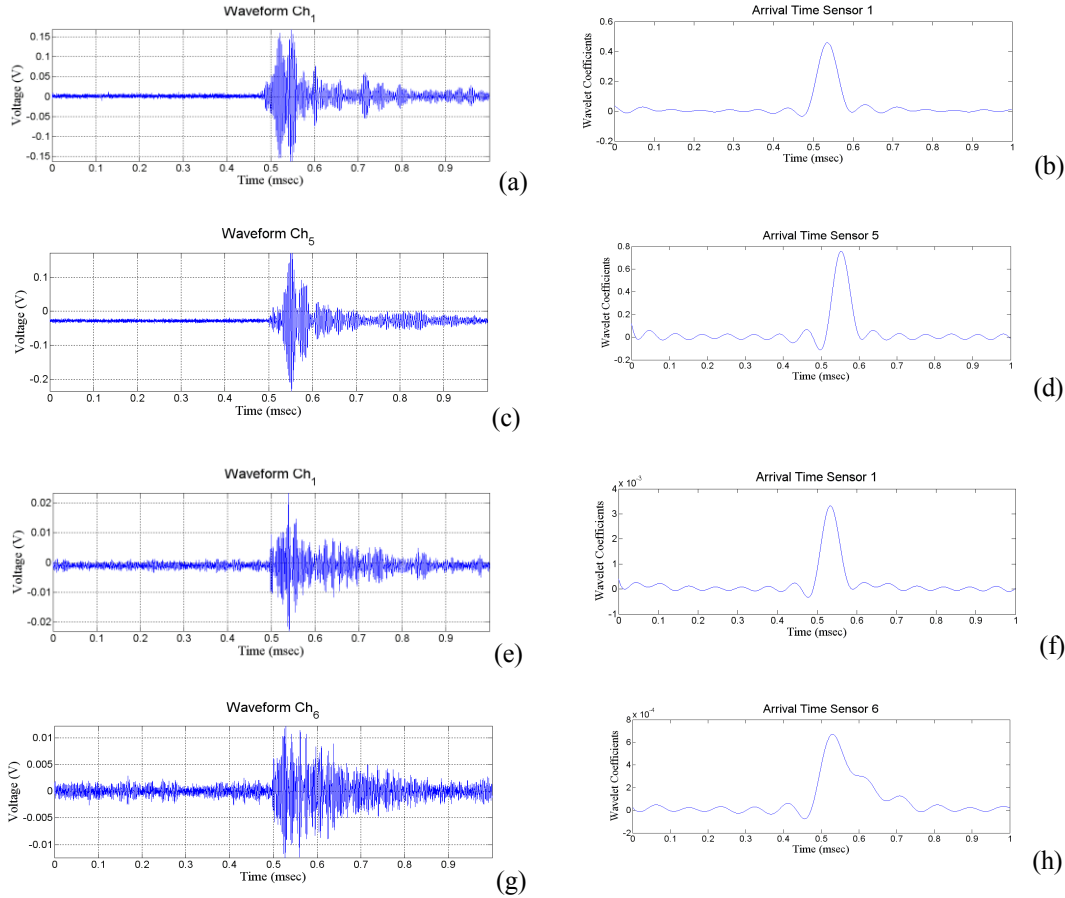 Waveform Ch1
Voltage (V)
0.15
0.1
0.05
0
-0.05
-0.1
-0.15
0 0.1 0.2 0.3 0.4 0.5 0.6 0.7 0.8 0.9
Time (msec)
(a)
Arrival Time Sensor 1
Wavelet Coefficients
0.6
0.4
0.2
0
-0.2
0 0.1 0.2 0.3 0.4 0.5 0.6 0.7 0.8 0.9 1
Time (msec)
(b)
Waveform Ch5
Voltage (V)
0.1
0
-0.1
-0.2
0 0.1 0.2 0.3 0.4 0.5 0.6 0.7 0.8 0.9
Time (msec)
(c)
Arrival Time Sensor 5
Wavelet Coefficients
0.8
0.6
0.4
0.2
0
-0.2
0 0.1 0.2 0.3 0.4 0.5 0.6 0.7 0.8 0.9 1
Time (msec)
(d)
Waveform Ch1
Voltage (V)
0.02
0.01
0
-0.01
-0.02
0 0.1 0.2 0.3 0.4 0.5 0.6 0.7 0.8 0.9
Time (msec)
(e)
Arrival Time Sensor 1
x 10-3
Wavelet Coefficients
4
3
2
1
0
-1
0 0.1 0.2 0.3 0.4 0.5 0.6 0.7 0.8 0.9 1
Time (msec)
(f)
Waveform Ch6
Voltage (V)
0.01
0.005
0
-0.005
-0.01
0 0.1 0.2 0.3 0.4 0.5 0.6 0.7 0.8 0.9
Time (msec)
(g)
Arrival Time Sensor 6
x 10-4
Wavelet Coefficients
8
6
4
2
0
-2
0 0.1 0.2 0.3 0.4 0.5 0.6 0.7 0.8 0.9 1
Time (msec)
(h)